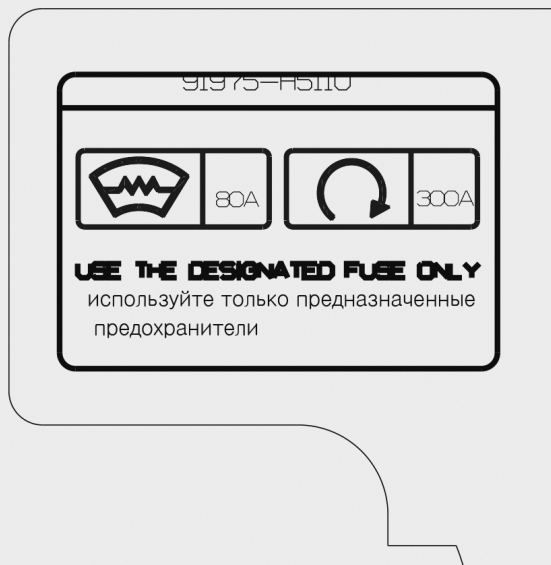 91975-H5110
80A
300A
USE THE DESIGNATED FUSE ONLY
используйте только предназначенные
предохранители